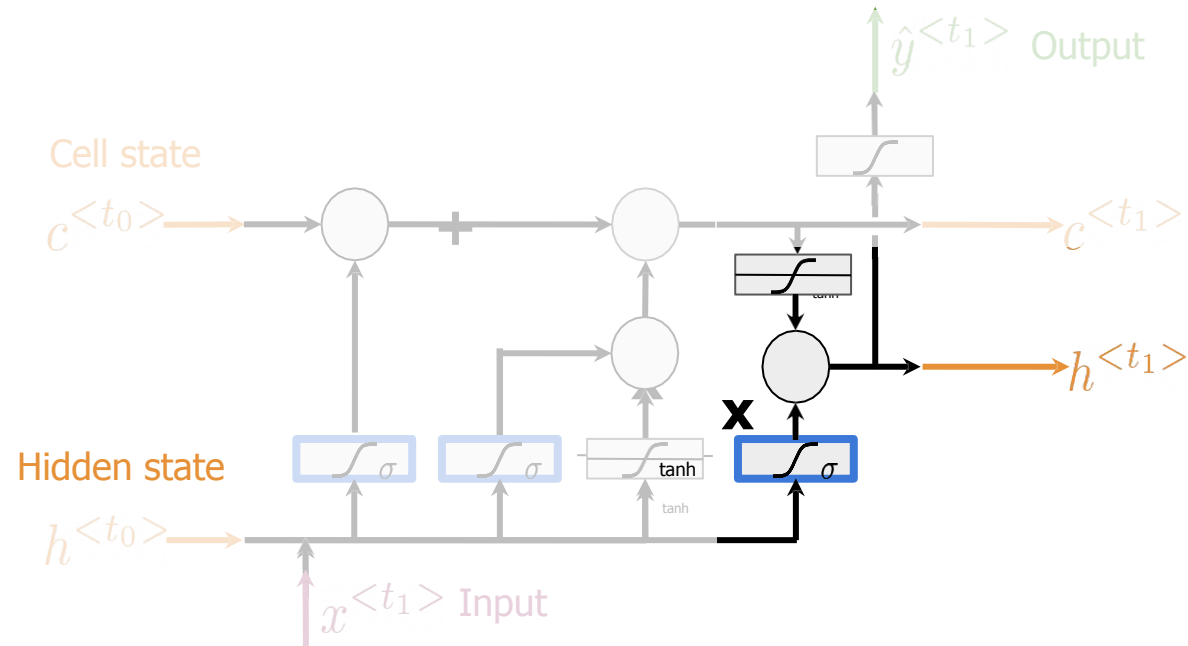 ŷ<t₁> Output
Cell state
c<t₀>
c<t₁>
tanh
h<t₁>
x
σ
σ
tanh
σ
Hidden state
tanh
h<t₀>
x<t₁> Input